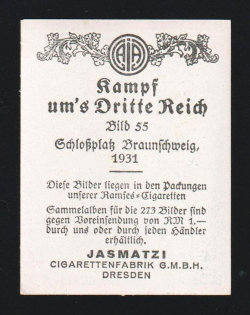 Kampf
um's Dritte Reich
Bild 55
Schloßplatz Braunschweig,
1931
Diese Bilder liegen in den Packungen
unserer Ramses-Cigaretten
Sammelalben für die 273 Bilder sind
gegen Voreinsendung von RM 1.—
durch uns oder durch jeden Händler
erhältlich.
JASMATZI
CIGARETTENFABRIK G.M.B.H.
DRESDEN